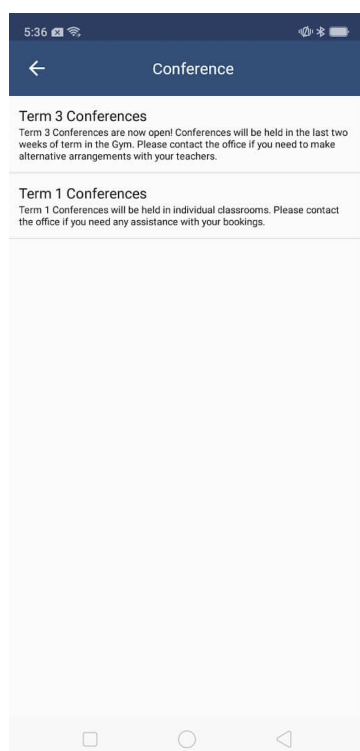 5:36
Conference
Term 3 Conferences
Term 3 Conferences are now open! Conferences will be held in the last two
weeks of term in the Gym. Please contact the office if you need to make
alternative arrangements with your teachers.
Term 1 Conferences
Term 1 Conferences will be held in individual classrooms. Please contact
the office if you need any assistance with your bookings.